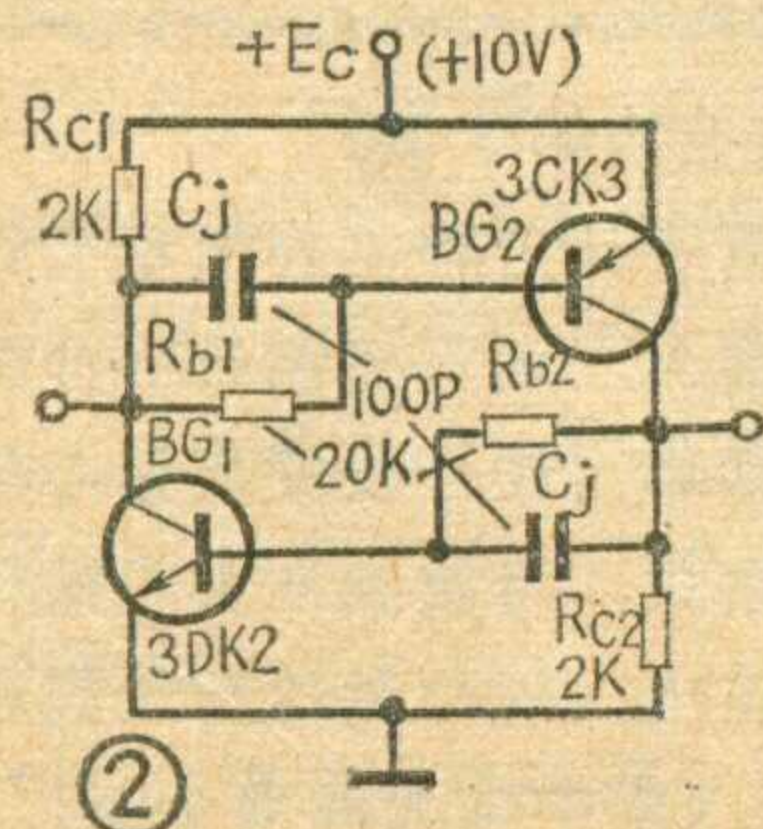 +Ec (+10V)
Rc1
2K
Cj
3CK3
BG2
Rb1
100P
Rb2
BG1
20K
Cj
3DK2
Rc2
2K
②